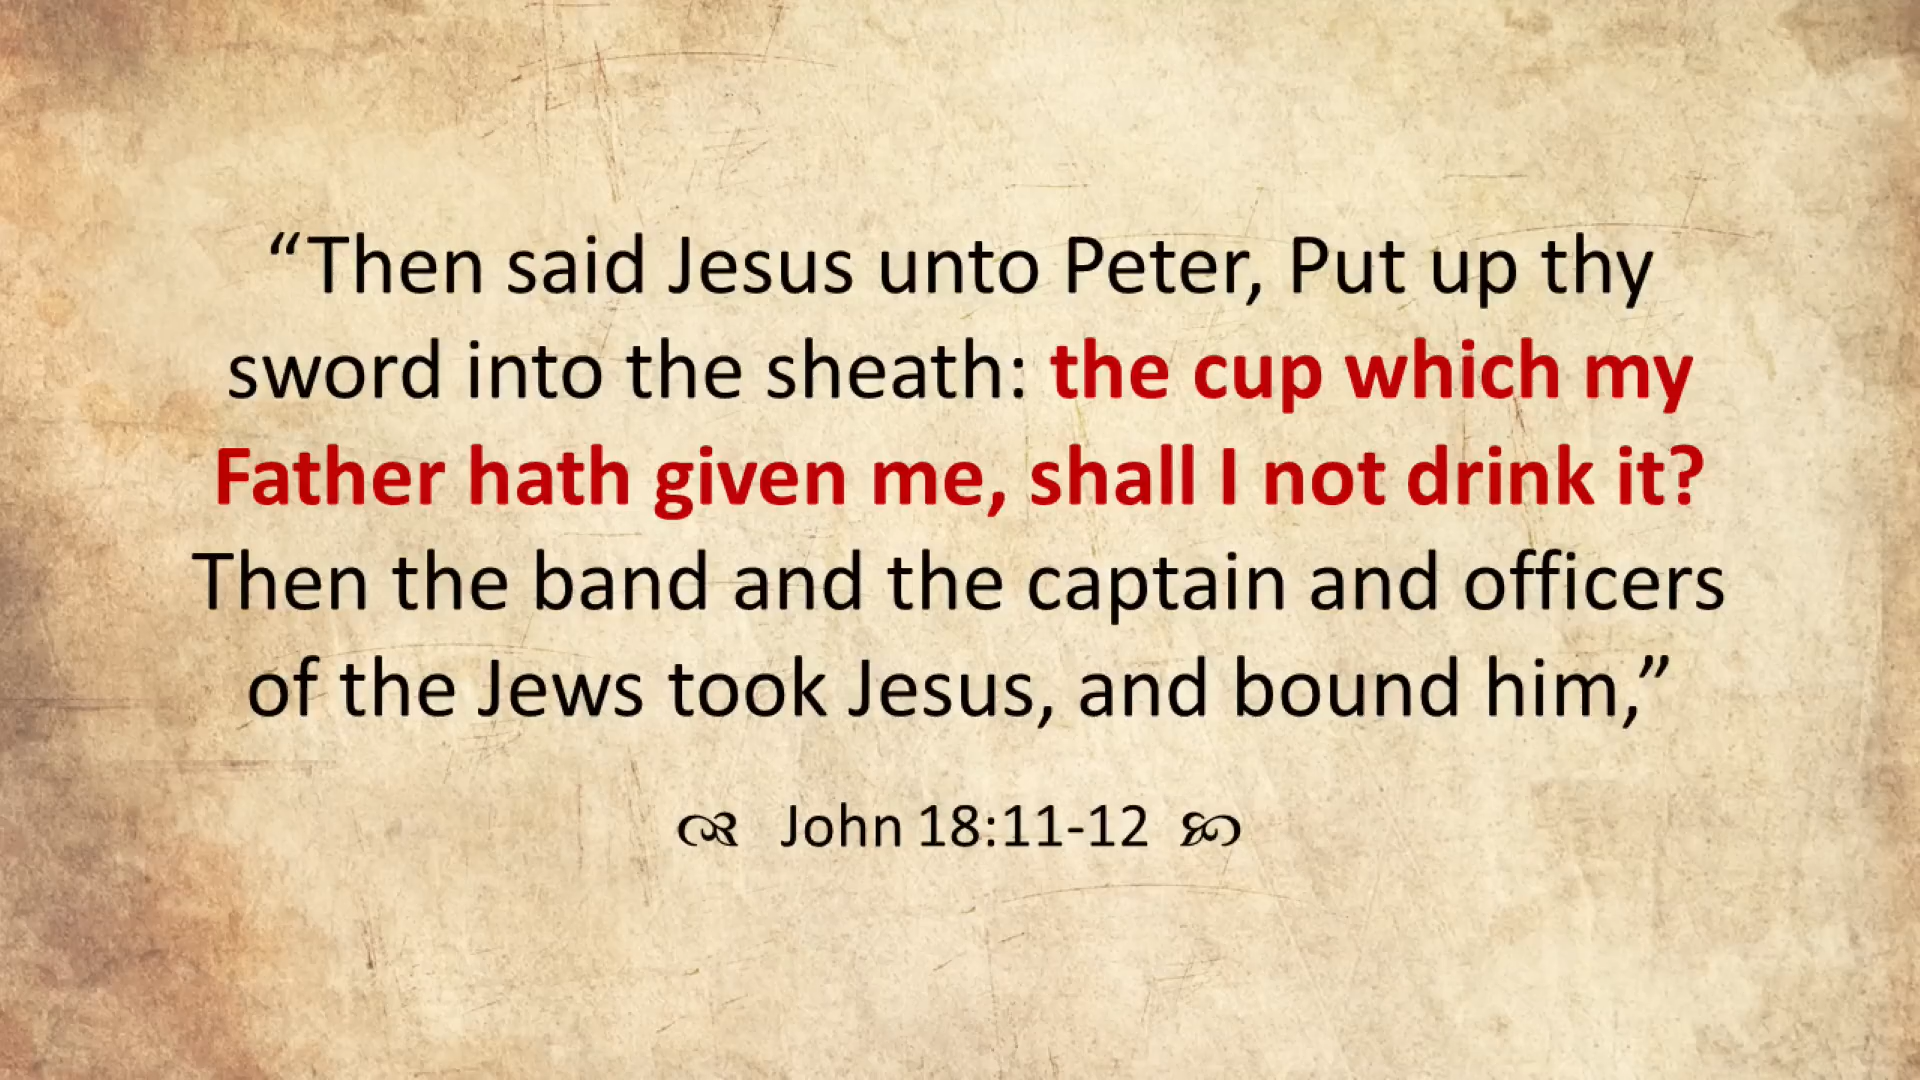 “Then said Jesus unto Peter, Put up thy
sword into the sheath: the cup which my
Father hath given me, shall I not drink it?
Then the band and the captain and officers
of the Jews took Jesus, and bound him,”
John 18:11-12